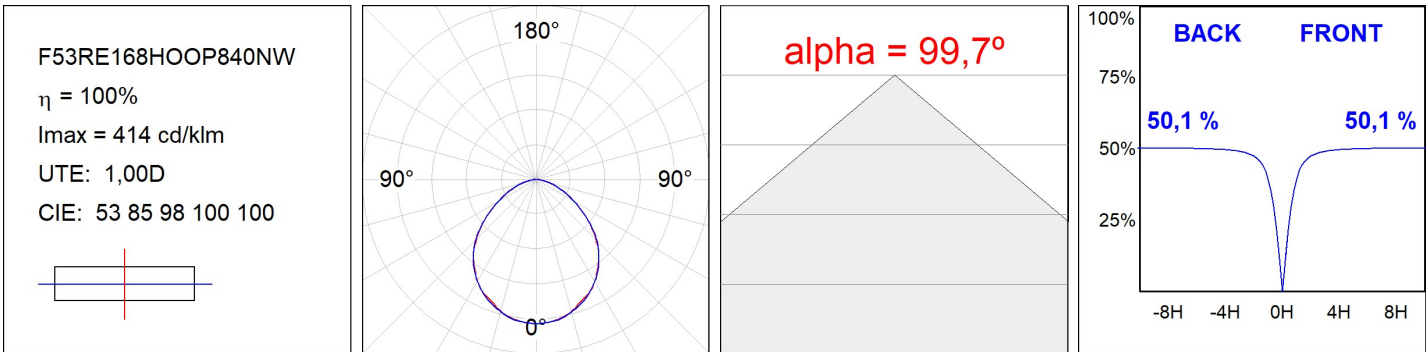 F53RE168HOOP840NW
η = 100%
Imax = 414 cd/klm
UTE: 1,00D
CIE: 53 85 98 100 100
180°
90°
90°
0°
alpha = 99,7º
100%
BACK
FRONT
75%
50,1 %
50,1 %
50%
25%
-8H
-4H
0H
4H
8H